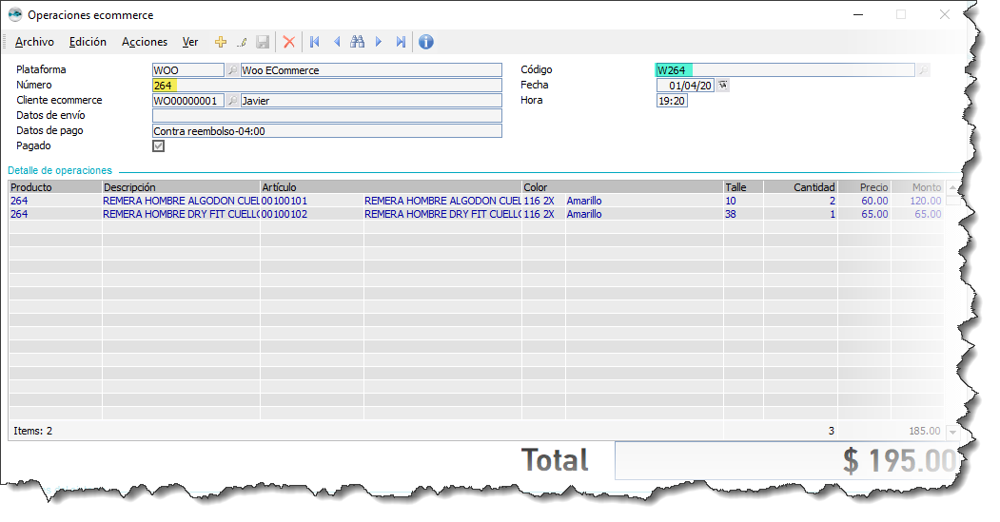 Operaciones ecommerce
Archivo Edición Acciones Ver
Plataforma WOO Woo ECommerce Código W264
Número 264 Fecha 01/04/20
Cliente ecommerce WO00000001 Javier Hora 19:20
Datos de envío
Datos de pago Contra reembolso-04:00
Pagado
Detalle de operaciones
Producto Descripción Artículo Color Talle Cantidad Precio Monto
264 REMERA HOMBRE ALGODON CUEL 00100101 REMERA HOMBRE ALGODON CUEL 116 2X Amarillo 10 2 60.00 120.00
264 REMERA HOMBRE DRY FIT CUELLO 00100102 REMERA HOMBRE DRY FIT CUELLO 116 2X Amarillo 38 1 65.00 65.00
Items: 2 3 185.00
Total $ 195.00